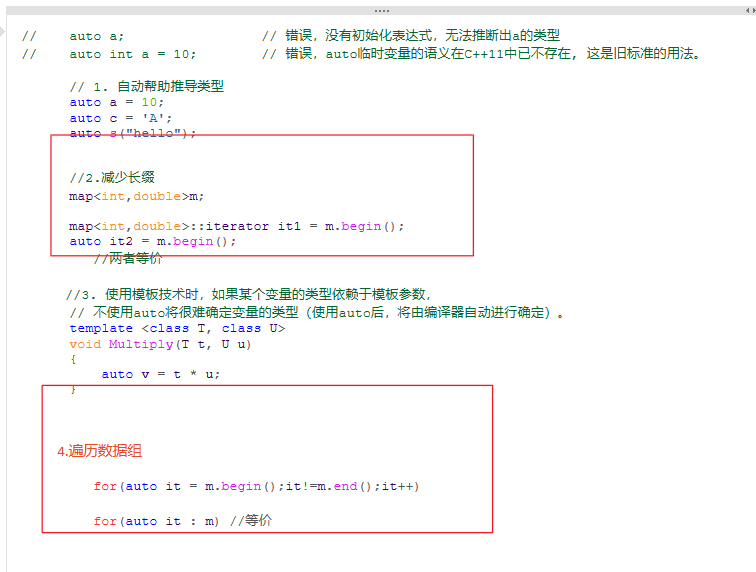 //    auto a;                 // 错误，没有初始化表达式，无法推断出a的类型
//    auto int a = 10;        // 错误，auto临时变量的语义在C++11中已不存在, 这是旧标准的用法。
// 1. 自动帮助推导类型
auto a = 10;
auto c = 'A';
auto s("hello");
//2.减少长缀
map<int,double>m;
map<int,double>::iterator it1 = m.begin();
auto it2 = m.begin();
//两者等价
//3. 使用模板技术时，如果某个变量的类型依赖于模板参数，
// 不使用auto将很难确定变量的类型（使用auto后，将由编译器自动进行确定）。
template <class T, class U>
void Multiply(T t, U u)
{
auto v = t * u;
}
4.遍历数据组
for(auto it = m.begin();it!=m.end();it++)
for(auto it : m) //等价